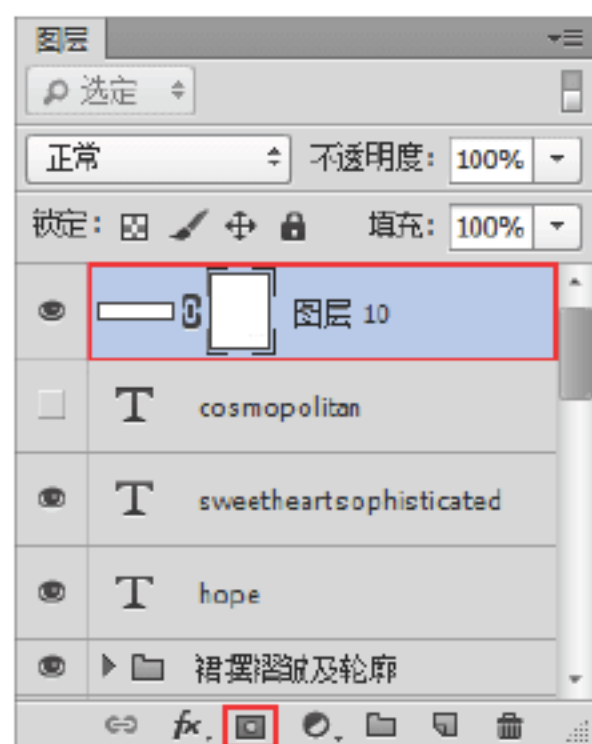 图层
选定
正常 不透明度: 100%
锁定: 填充: 100%
图层 10
T cosmopolitan
T sweetheartsophisticated
T hope
裙摆褶皱及轮廓
fx.